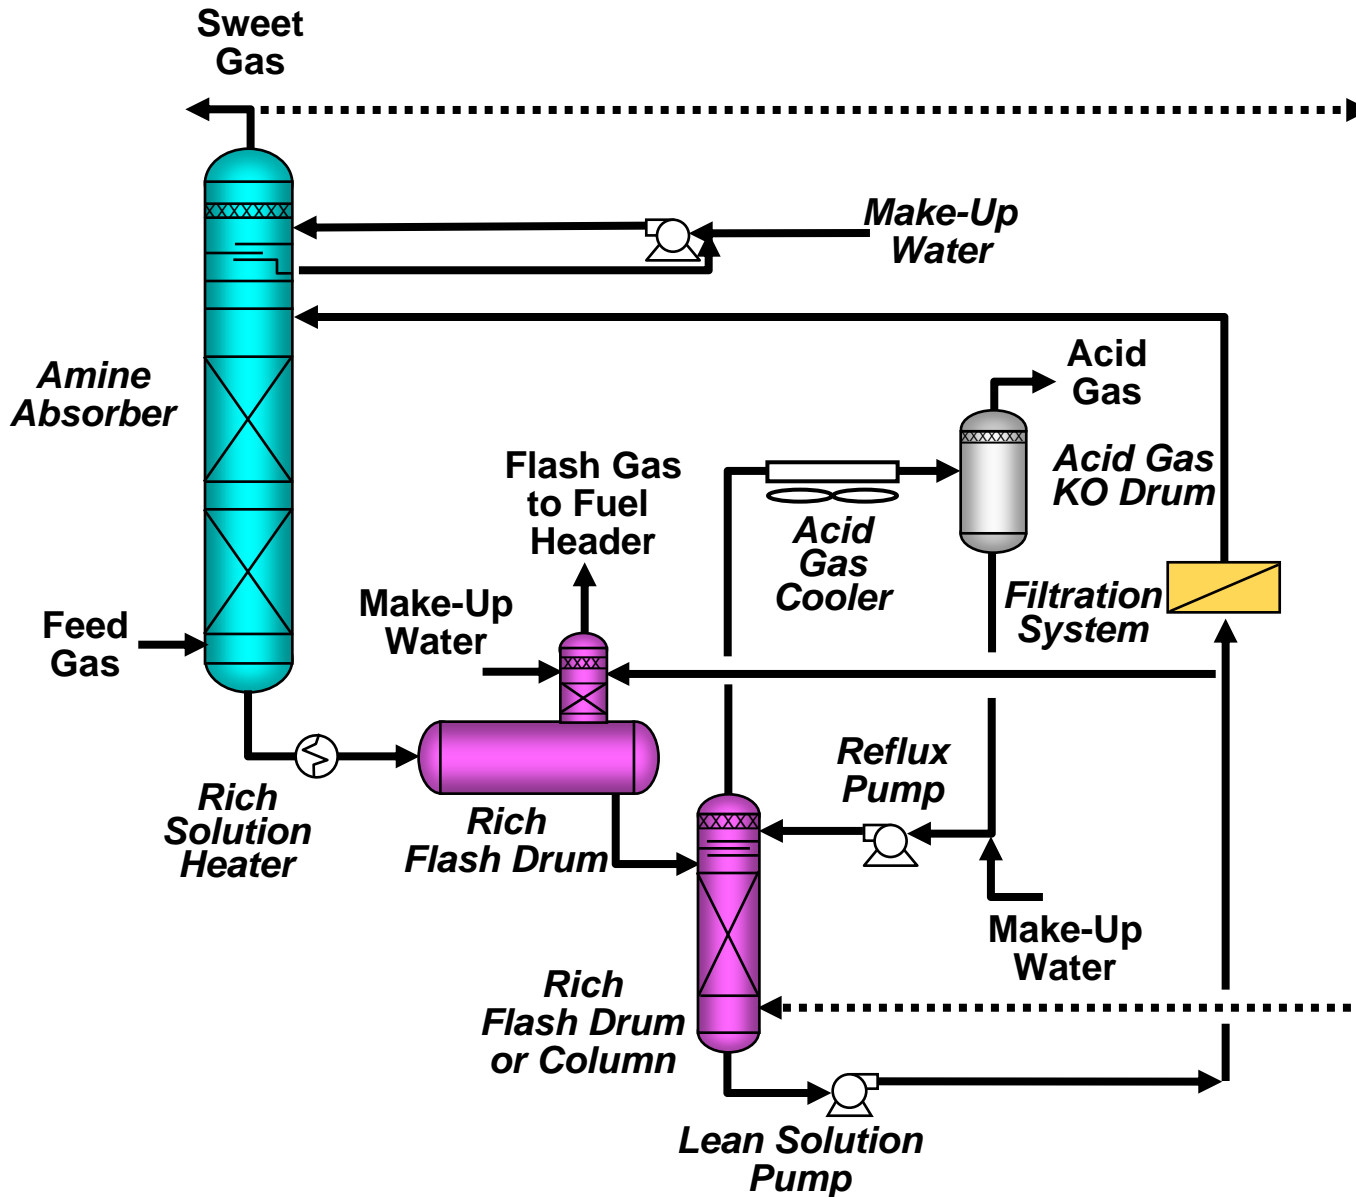 Sweet
Gas
Make-Up
Water
Amine
Absorber
Acid
Gas
Acid Gas
KO Drum
Flash Gas
to Fuel
Header
Acid
Gas
Cooler
Make-Up
Water
Filtration
System
Feed
Gas
Rich
Solution
Heater
Rich
Flash Drum
Reflux
Pump
Make-Up
Water
Rich
Flash Drum
or Column
Lean Solution
Pump